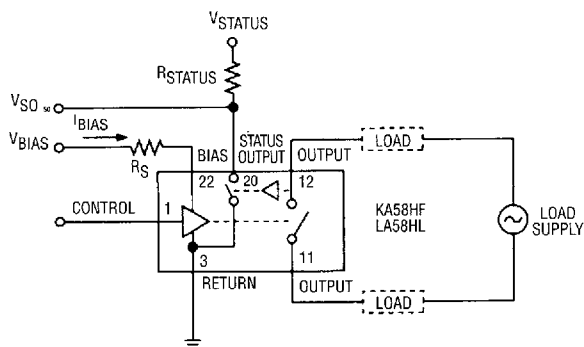 VSTATUS
RSTATUS
VSO
VBIAS
IBIAS
RS
BIAS
STATUS
OUTPUT
OUTPUT
LOAD
22
20
12
CONTROL
1
KA58HF
LA58HL
LOAD
SUPPLY
3
11
RETURN
OUTPUT
LOAD